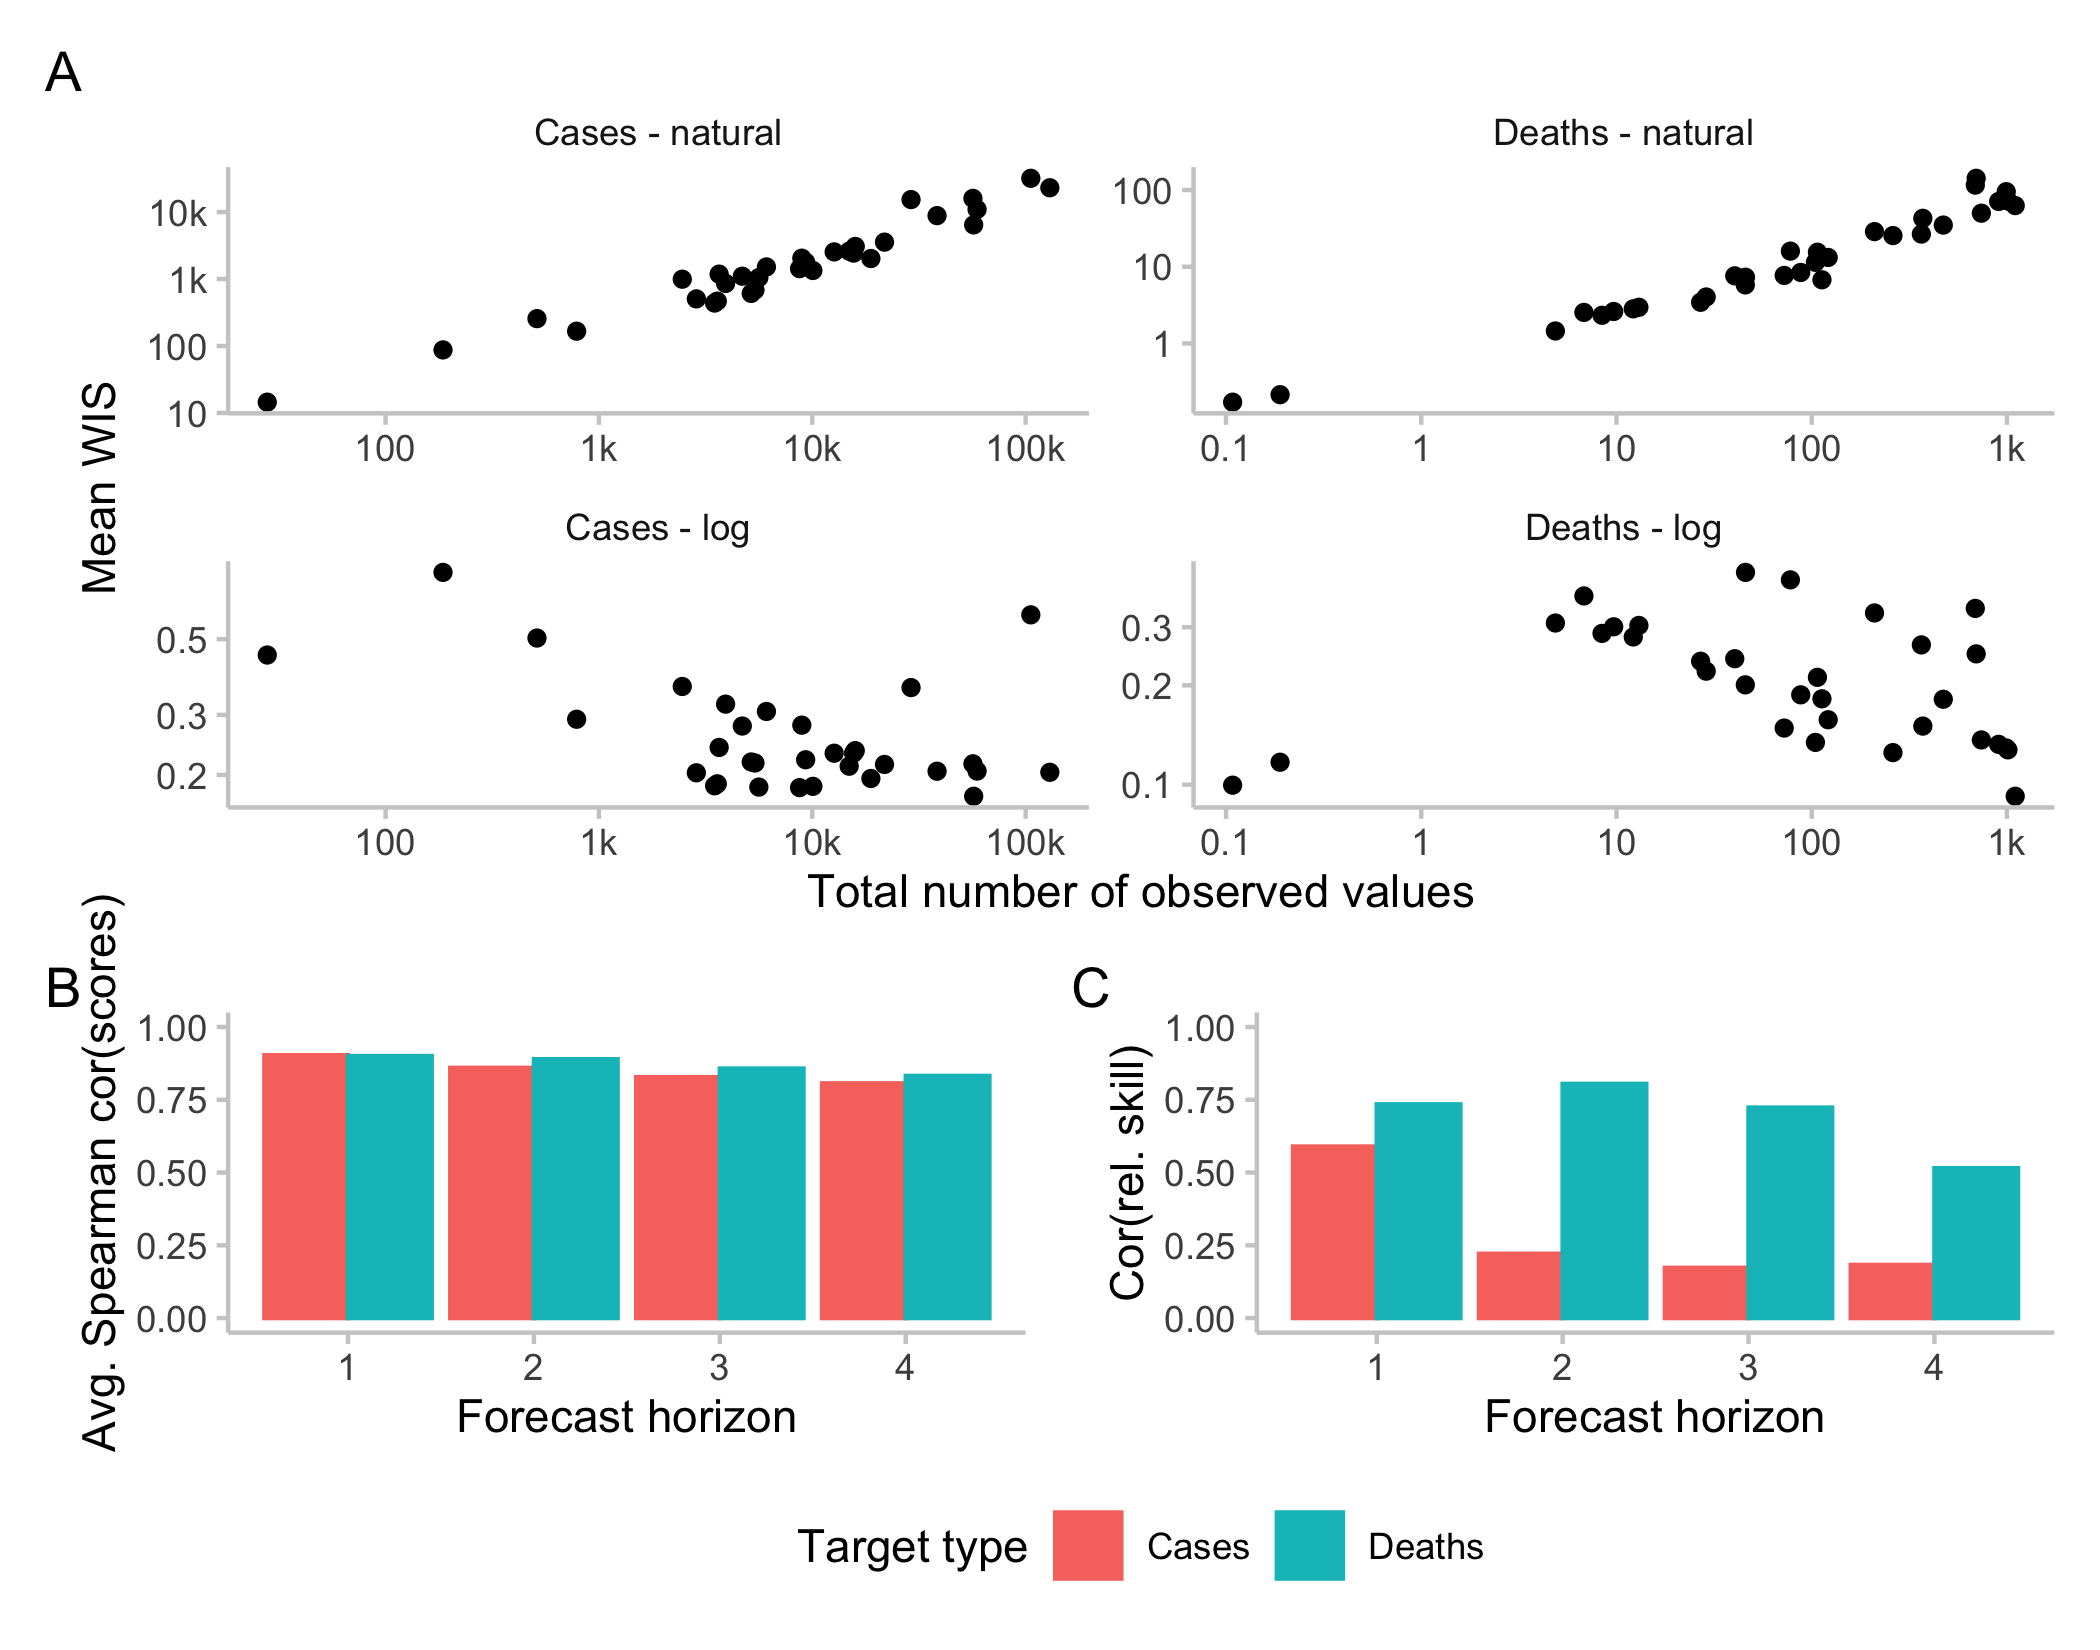 A
Cases - natural
Deaths - natural
10k
1k
100
10
100
1k
10k
100k
100
10
1
0.1
1
10
100
1k
Mean WIS
Cases - log
Deaths - log
0.5
0.3
0.2
100
1k
10k
100k
0.3
0.2
0.1
0.1
1
10
100
1k
Total number of observed values
B
Avg. Spearman cor(scores)
1.00
0.75
0.50
0.25
0.00
1
2
3
4
Forecast horizon
C
Cor(rel. skill)
1.00
0.75
0.50
0.25
0.00
1
2
3
4
Forecast horizon
Target type
Cases
Deaths